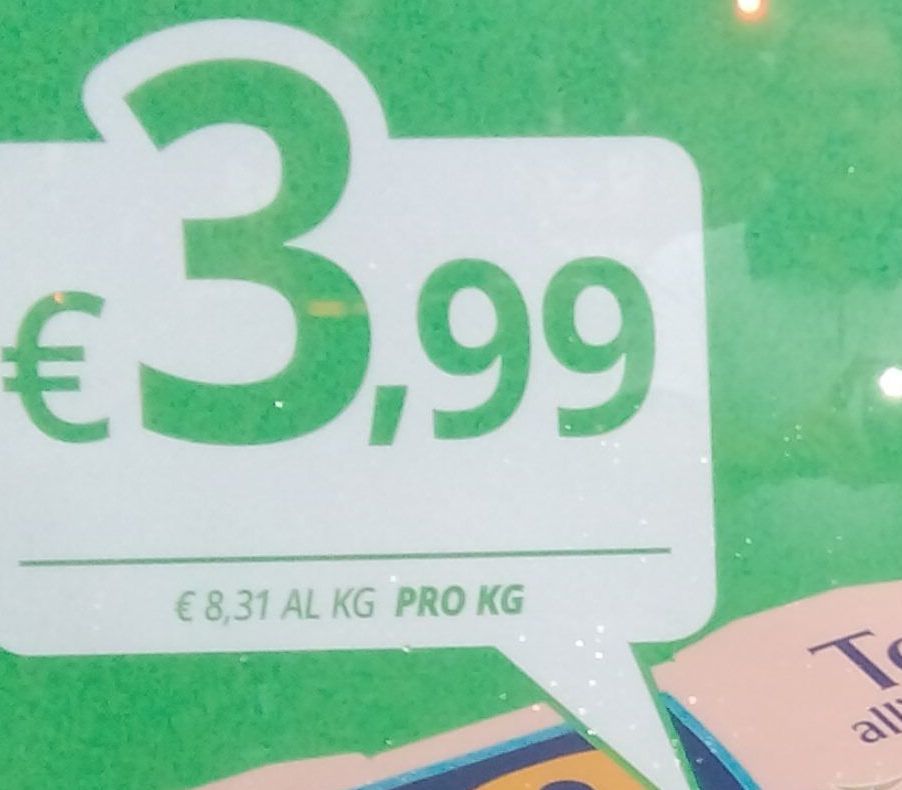 €3,99
€ 8,31 AL KG PRO KG